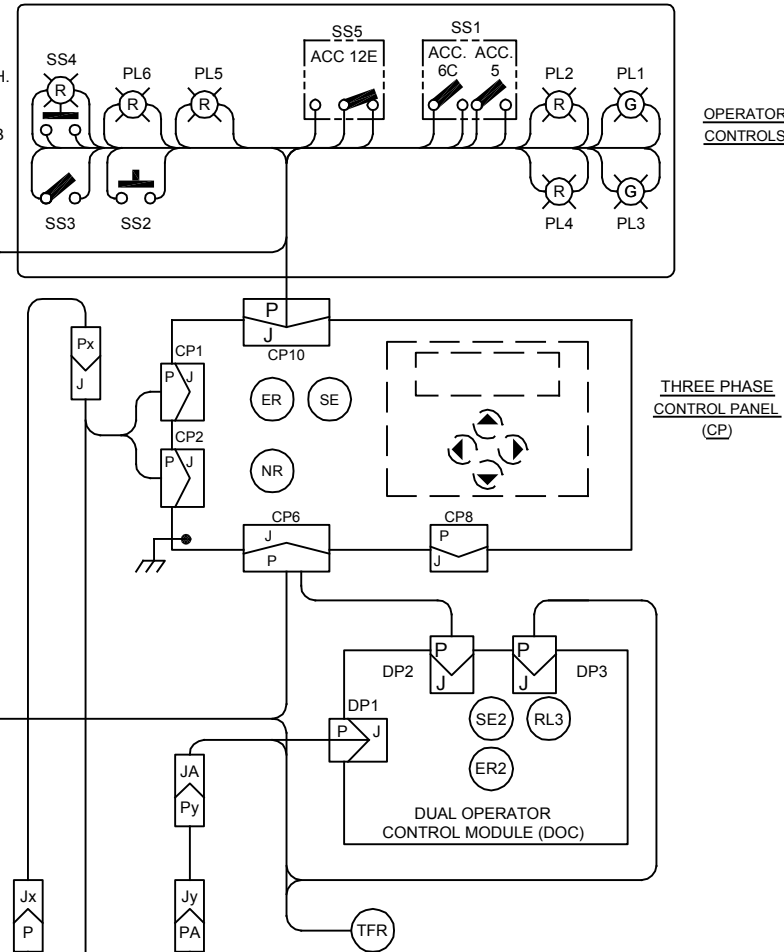 SS5
SS1
SS4
ACC 12E
ACC. ACC.
6C 5
H.
PL6
PL5
PL2
PL1
R
R
R
R
G
OPERATOR
CONTROLS
3
R
G
SS3
SS2
PL4
PL3
P
J
CP10
Px
J
CP1
P J
ER
SE
THREE PHASE
CONTROL PANEL
(CP)
CP2
P J
NR
CP6
J
P
CP8
P
J
P
J
P
J
DP2
DP3
DP1
P J
SE2
RL3
ER2
JA
Py
DUAL OPERATOR
CONTROL MODULE (DOC)
Jx
P
Jy
PA
TFR